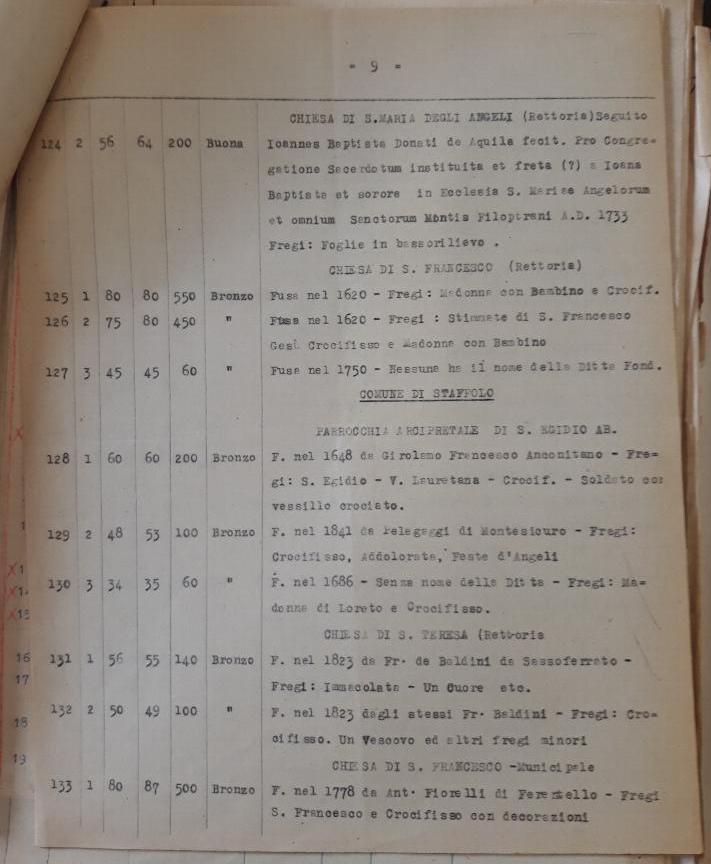 = 9 =
CHIESA DI S.MARIA DEGLI ANGELI (Rettoria)Seguito
124 2 56 64 200 Buona Ioannes Baptista Donati de Aquila fecit. Pro Congre=
gatione Sacerdotum instituita et freta (?) a Ioana
Baptista et sorore in Ecclesia S. Mariae Angelorum
et omnium Sanctorum Montis Filoptrani A.D. 1733
Fregi: Foglie in bassorilievo .
CHIESA DI S. FRANCESCO (Rettoria)
125 1 80 80 550 Bronzo Fusa nel 1620 - Fregi: Madonna con Bambino e Crocif.
126 2 75 80 450 " Fusa nel 1620 - Fregi : Stimmate di S. Francesco
Gesù Crocifisso e Madonna con Bambino
127 3 45 45 60 " Fusa nel 1750 - Nessuna ha il nome della Ditta Fond.
COMUNE DI STAFFOLO
PARROCCHIA ARCIPRETALE DI S. EGIDIO AB.
128 1 60 60 200 Bronzo F. nel 1648 da Girolamo Francesco Anconitano - Fre=
gi: S. Egidio - V. Lauretana - Crocif. - Soldato con
vessillo crociato.
129 2 48 53 100 Bronzo F. nel 1841 da Pelegaggi di Montesicuro - Fregi:
Crocifisso, Addolorata, Teste d'Angeli
130 3 34 35 60 " F. nel 1686 - Senza nome della Ditta - Fregi: Ma=
donna di Loreto e Crocifisso.
CHIESA DI S. TERESA (Rettoria
131 1 56 55 140 Bronzo F. nel 1823 da Fr. de Baldini da Sassoferrato -
Fregi: Immacolata - Un Cuore etc.
132 2 50 49 100 " F. nel 1823 dagli stessi Fr. Baldini - Fregi: Cro=
cifisso. Un Vescovo ed altri fregi minori
CHIESA DI S. FRANCESCO -Municipale
133 1 80 87 500 Bronzo F. nel 1778 da Ant. Fiorelli di Ferentello - Fregi
S. Francesco e Crocifisso con decorazioni
16
17
18
19